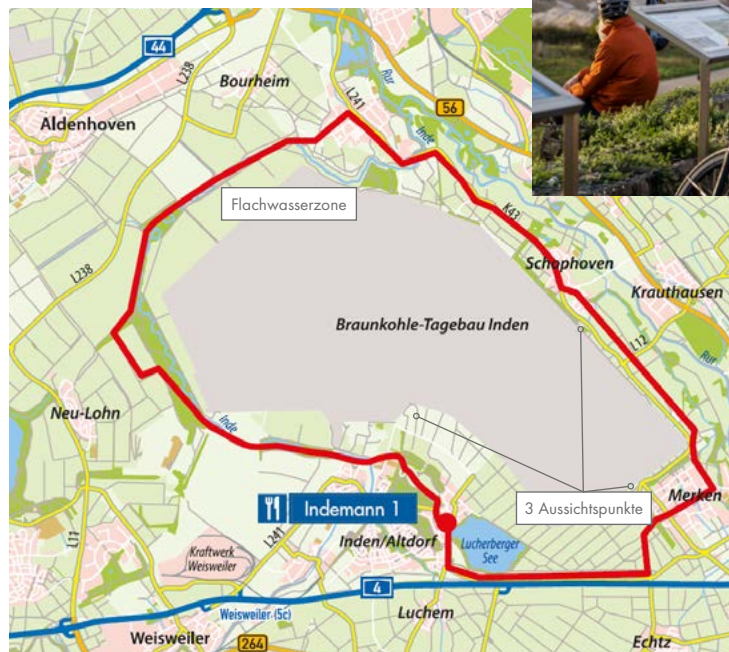 44
L238
Bourheim
Rur
L241
56
Aldenhoven
Inde
Inde
Flachwasserzone
K43
L238
Schophoven
Krauthausen
Braunkohle-Tagebau Inden
L12
Rur
Neu-Lohn
Inde
3 Aussichtspunkte
Merken
Indemann 1
L241
Inden/Altdorf
Lucherberger
See
Kraftwerk
Weisweiler
L11
4
Weisweiler (5c)
Luchem
Weisweiler
264
Echtz